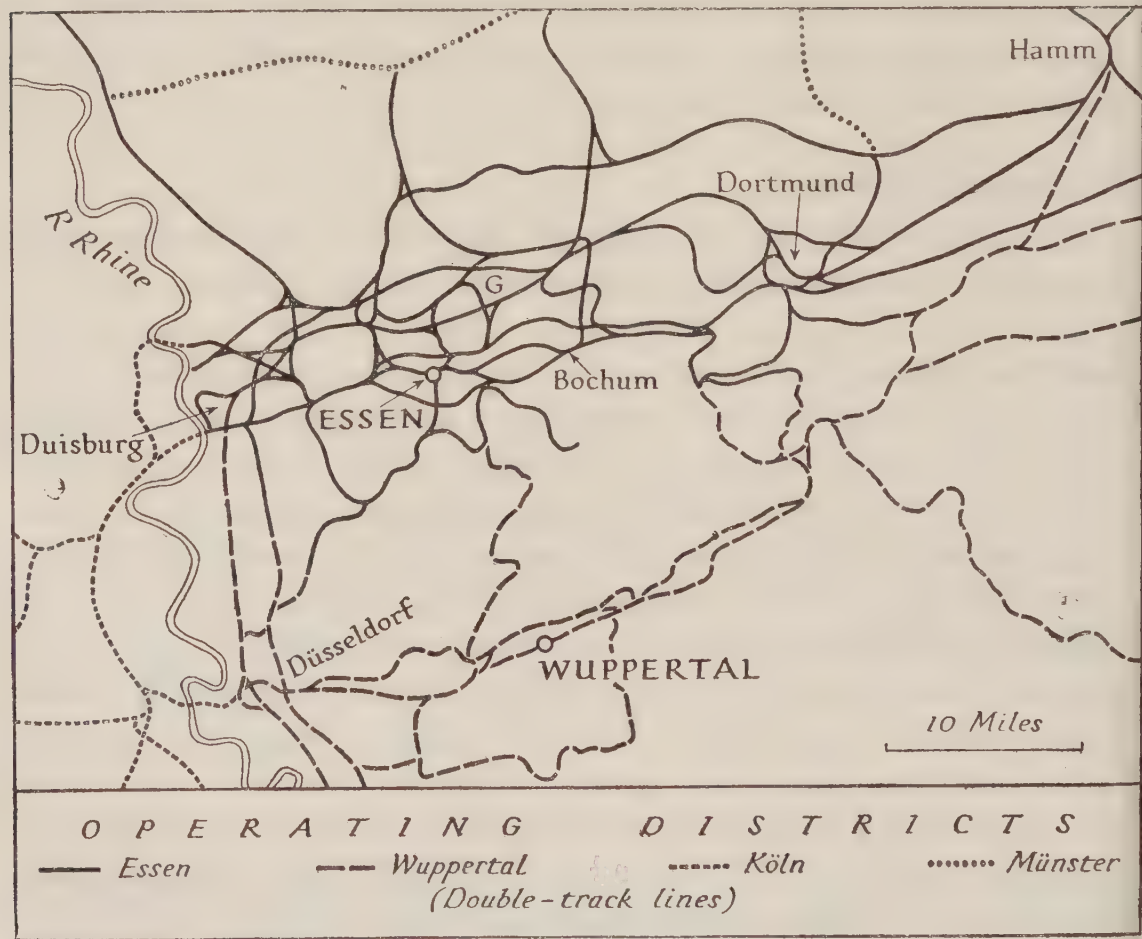 Hamm
Dortmund
R Rhine
G
Bochum
ESSEN
Duisburg
Düsseldorf
WUPPERTAL
10 Miles
OPERATING DISTRICTS
Essen Wuppertal Köln Münster
(Double-track lines)